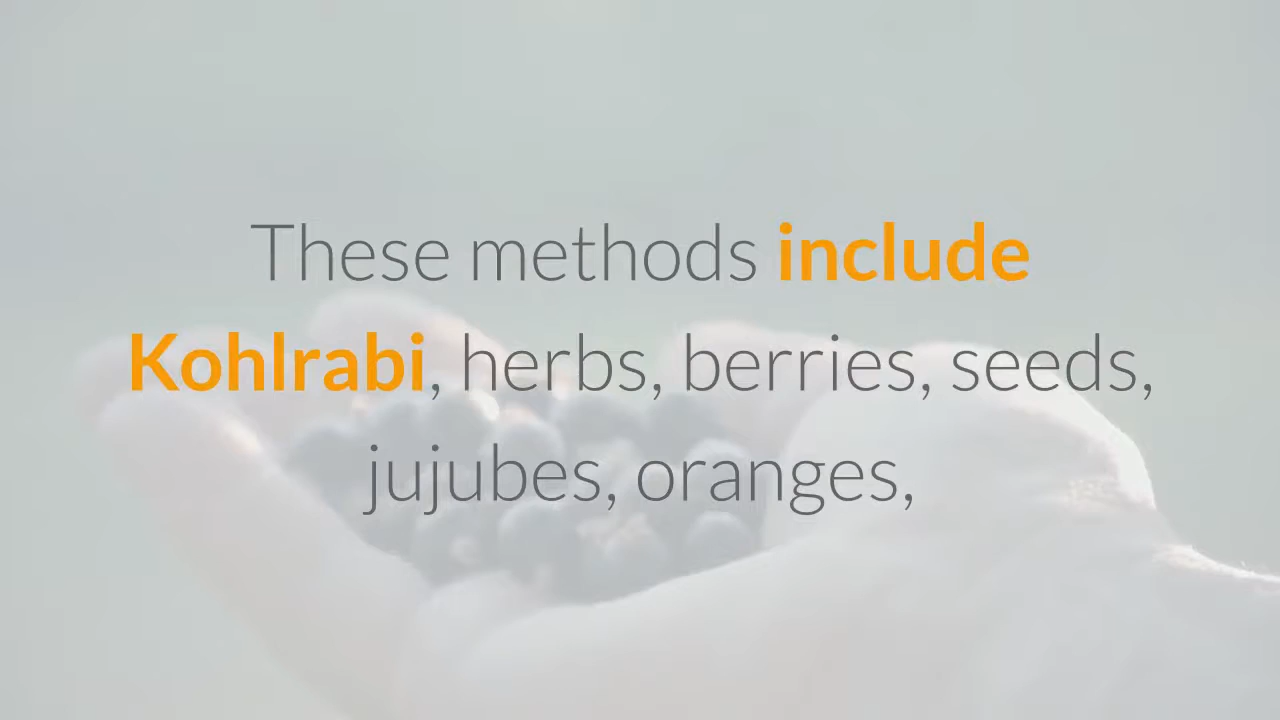 These methods include
Kohlrabi, herbs, berries, seeds,
jujubes, oranges,